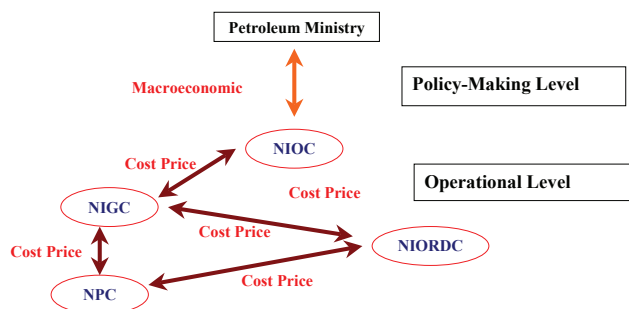 Petroleum Ministry
Macroeconomic
Policy-Making Level
NIOC
Cost Price
Cost Price
Operational Level
NIGC
Cost Price
NIORDC
Cost Price
Cost Price
NPC